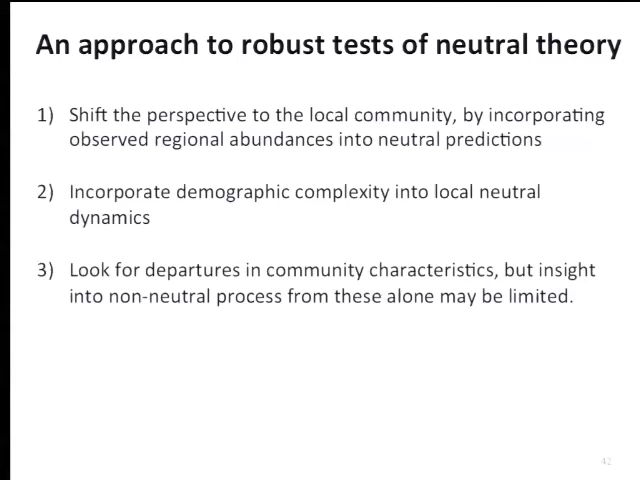 An approach to robust tests of neutral theory
1) Shift the perspective to the local community, by incorporating
observed regional abundances into neutral predictions
2) Incorporate demographic complexity into local neutral
dynamics
3) Look for departures in community characteristics, but insight
into non-neutral process from these alone may be limited.
42